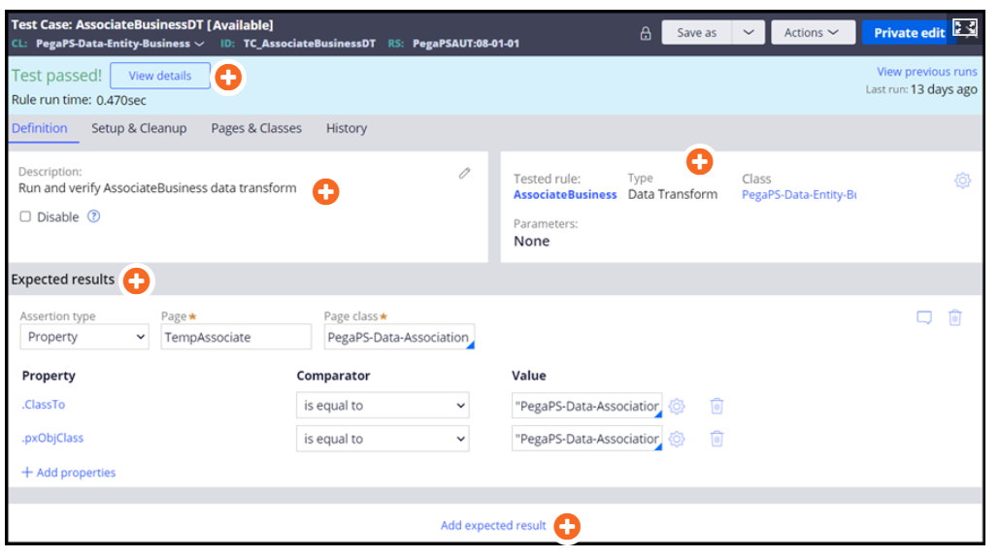 Test Case: AssociateBusinessDT [Available]
CL: PegaPS-Data-Entity-Business ID: TC_AssociateBusinessDT RS: PegaPSAUT:08-01-01
Save as Actions Private edit
Test passed! View details
View previous runs
Rule run time: 0.470sec
Last run: 13 days ago
Definition Setup & Cleanup Pages & Classes History
Description:
Run and verify AssociateBusiness data transform
Disable ?
Tested rule: Type Class
AssociateBusiness Data Transform PegaPS-Data-Entity-Bu
Parameters:
None
Expected results
Assertion type Page★ Page class★
Property TempAssociate PegaPS-Data-Association
Property Comparator Value
.ClassTo is equal to "PegaPS-Data-Association
.pxObjClass is equal to "PegaPS-Data-Association
+ Add properties
Add expected result